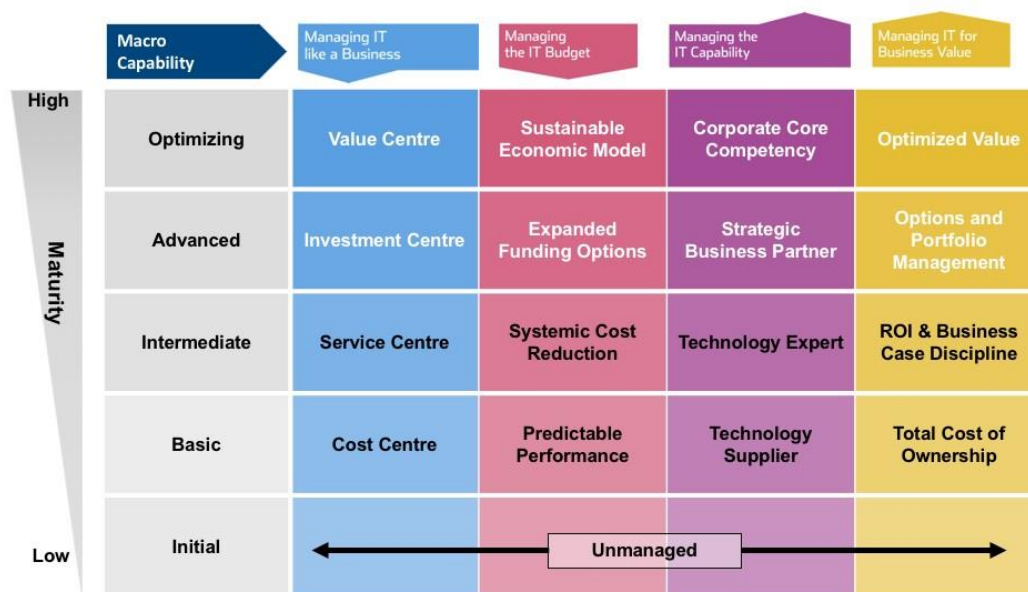 Macro
Capability
Managing IT
like a Business
Managing
the IT Budget
Managing the
IT Capability
Managing IT for
Business Value
High
Maturity
Low
Optimizing
Value Centre
Sustainable
Economic Model
Corporate Core
Competency
Optimized Value
Advanced
Investment Centre
Expanded
Funding Options
Strategic
Business Partner
Options and
Portfolio
Management
Intermediate
Service Centre
Systemic Cost
Reduction
Technology Expert
ROI & Business
Case Discipline
Basic
Cost Centre
Predictable
Performance
Technology
Supplier
Total Cost of
Ownership
Initial
Unmanaged